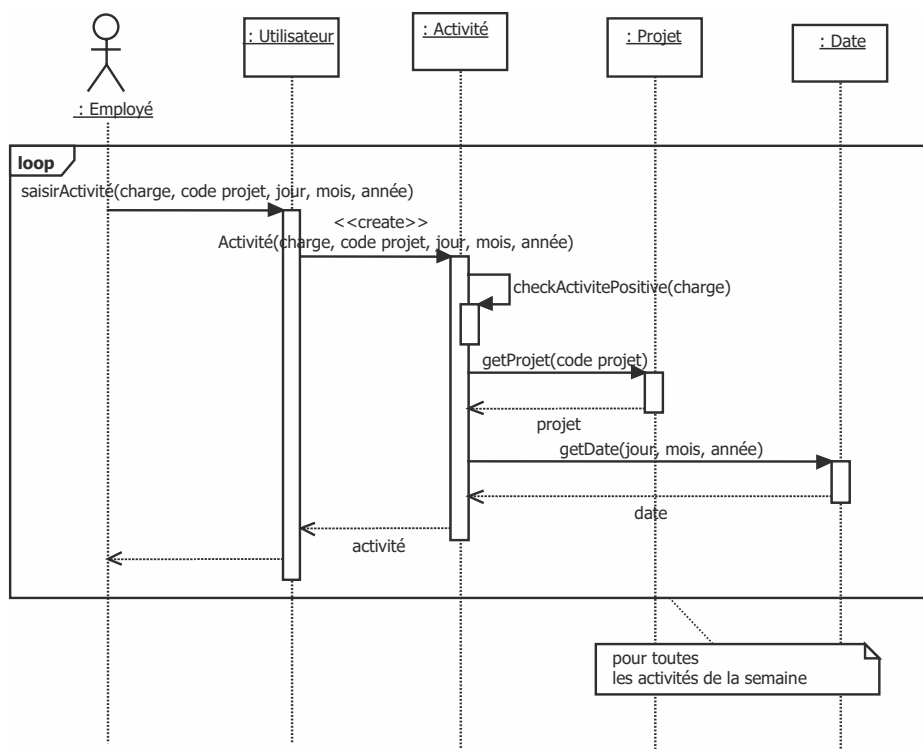 : Utilisateur
: Activité
: Projet
: Date
: Employé
loop
saisirActivité(charge, code projet, jour, mois, année)
<<create>>
Activité(charge, code projet, jour, mois, année)
checkActivitePositive(charge)
getProjet(code projet)
projet
getDate(jour, mois, année)
date
activité
pour toutes
les activités de la semaine